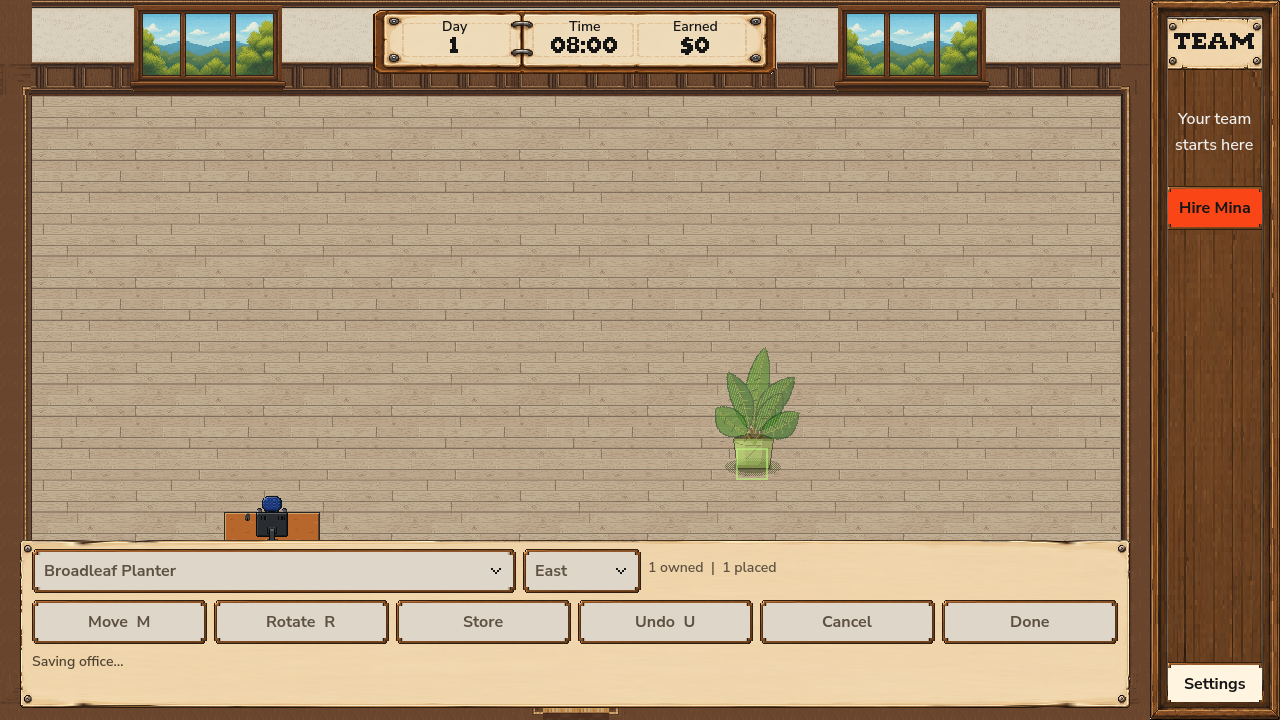 Day
1
Time
08:00
Earned
$0
TEAM
Your team
starts here
Hire Mina
Broadleaf Planter
East
1 owned | 1 placed
Move M
Rotate R
Store
Undo U
Cancel
Done
Saving office...
Settings